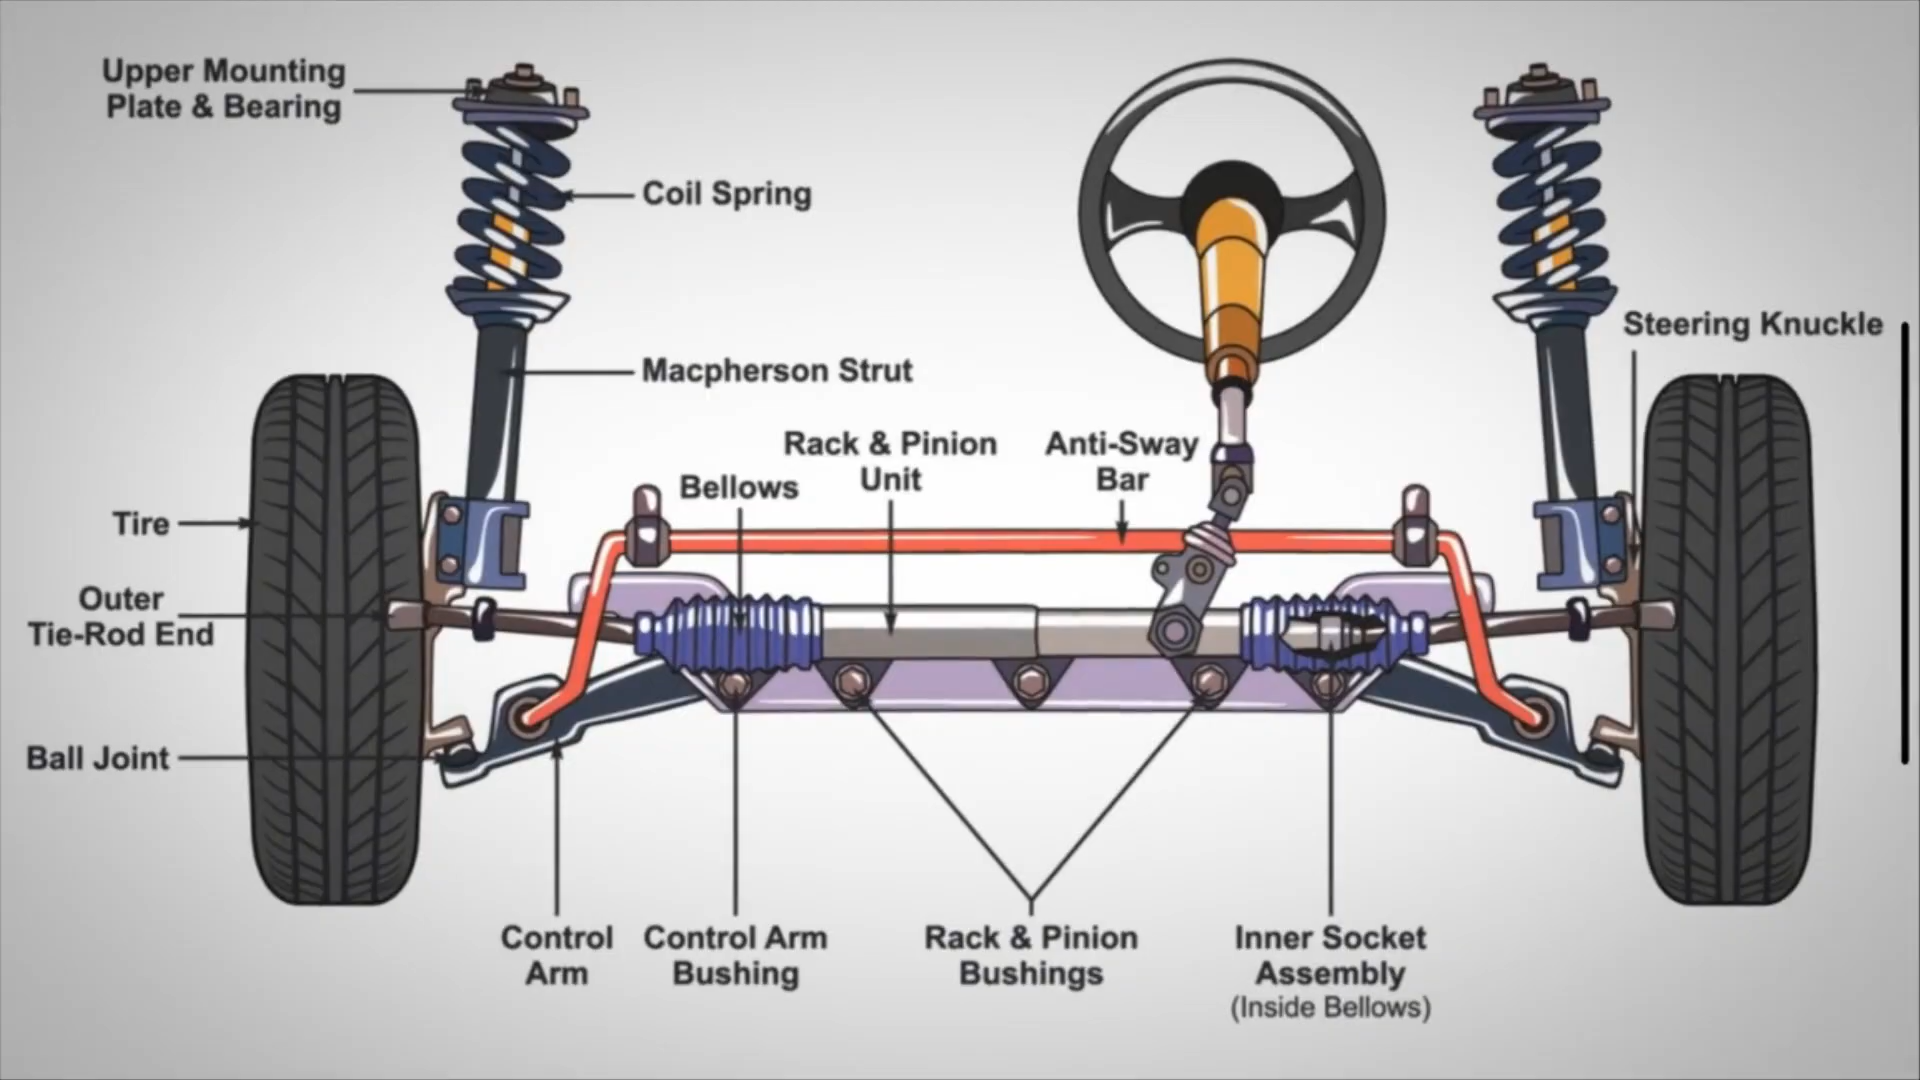 Upper Mounting
Plate & Bearing
Coil Spring
Steering Knuckle
Macpherson Strut
Rack & Pinion
Unit
Anti-Sway
Bar
Bellows
Tire
Outer
Tie-Rod End
Ball Joint
Control
Arm
Control Arm
Bushing
Rack & Pinion
Bushings
Inner Socket
Assembly
(Inside Bellows)